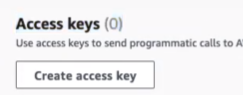 Access keys (0)
Use access keys to send programmatic calls to
Create access key